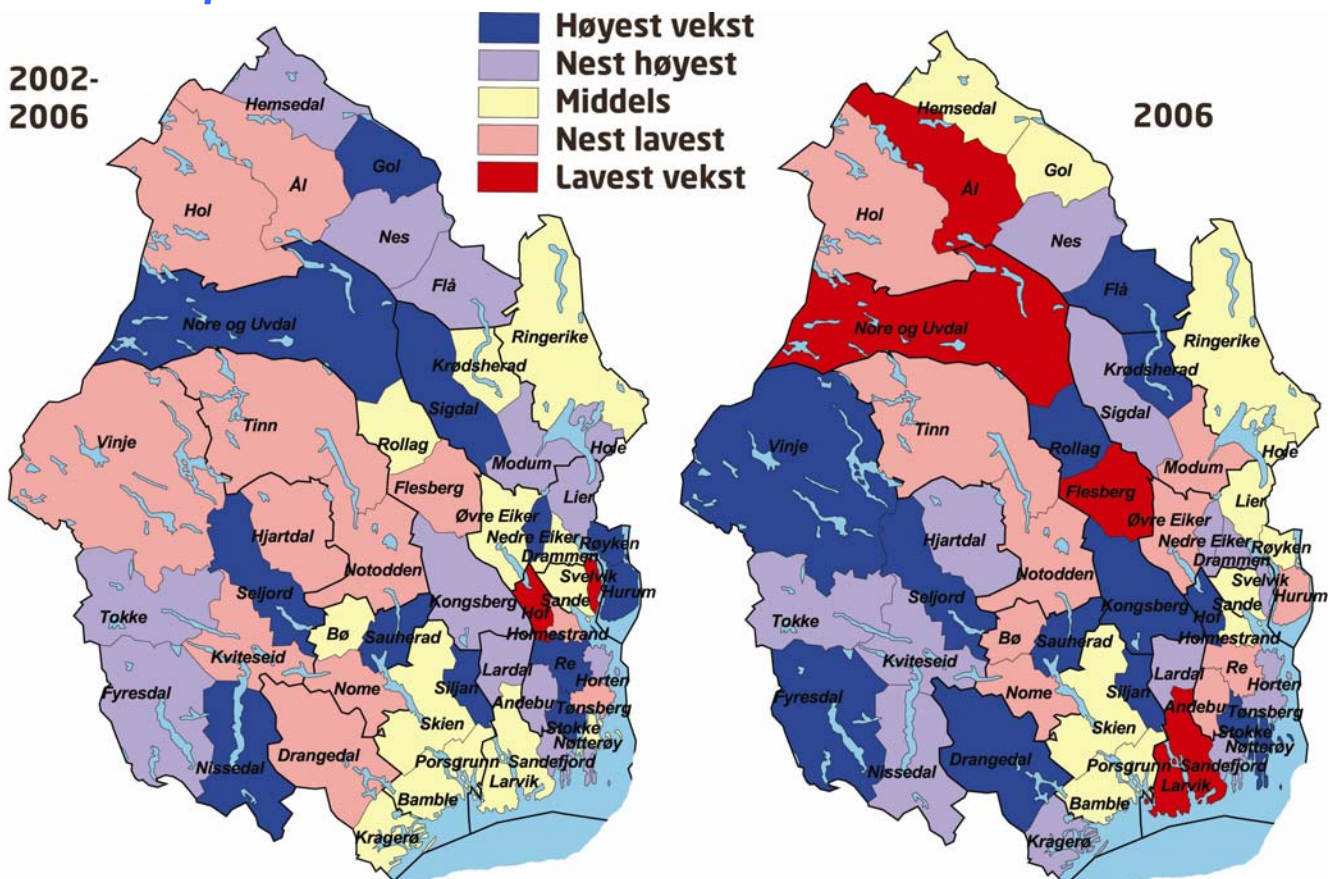 2002-
2006
Høyest vekst
Nest høyest
Middels
Nest lavest
Lavest vekst
2006
Hemsedal
Gol
Ål
Hol
Nes
Flå
Nore og Uvdal
Ringerike
Krødsherad
Sigdal
Tinn
Vinje
Rollag
Modum
Hole
Flesberg
Lier
Øvre Eiker
Hjartdal
Nedre Eiker
Drammen
Røyken
Notodden
Svelvik
Seljord
Kongsberg
Sande
Hurum
Hof
Tokke
Bø
Sauherad
Holmestrand
Kviteseid
Lardal
Re
Fyresdal
Nome
Siljan
Horten
Andebu
Tønsberg
Skien
Stokke
Nøtterøy
Drangedal
Nissedal
Porsgrunn
Sandefjord
Larvik
Bamble
Kragerø
Hemsedal
Gol
Ål
Hol
Nes
Flå
Nore og Uvdal
Ringerike
Krødsherad
Sigdal
Tinn
Vinje
Rollag
Hole
Modum
Flesberg
Lier
Øvre Eiker
Nedre Eiker
Hjartdal
Drammen
Røyken
Notodden
Svelvik
Seljord
Kongsberg
Hurum
Sande
Hof
Tokke
Bø
Sauherad
Holmestrand
Kviteseid
Lardal
Re
Fyresdal
Nome
Siljan
Horten
Andebu
Tønsberg
Skien
Stokke
Nøtterøy
Drangedal
Nissedal
Porsgrunn
Sandefjord
Larvik
Bamble
Kragerø